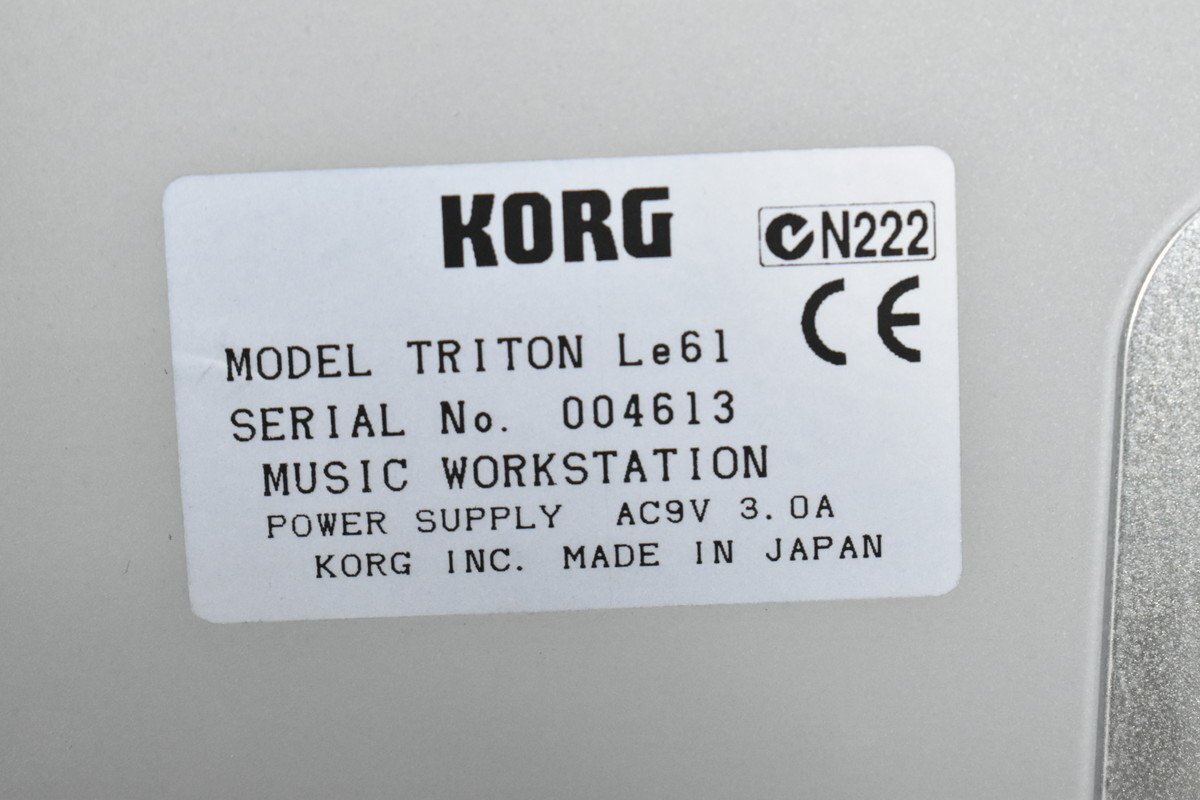 KORG
N222
CE
MODEL TRITON Le61
SERIAL No. 004613
MUSIC WORKSTATION
POWER SUPPLY AC9V 3.0A
KORG INC. MADE IN JAPAN